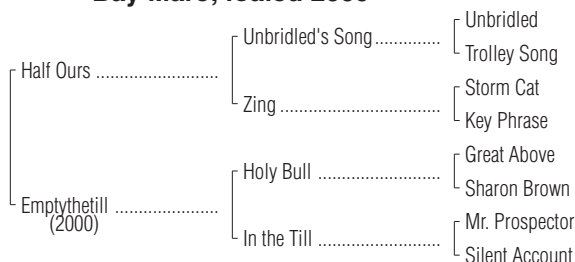 Bay Mare; foaled
Unbridled
Unbridled's Song
Trolley Song
Half Ours
Storm Cat
Zing
Key Phrase
Great Above
Holy Bull
Sharon Brown
Emptythetill
(2000)
Mr. Prospector
In the Till
Silent Account